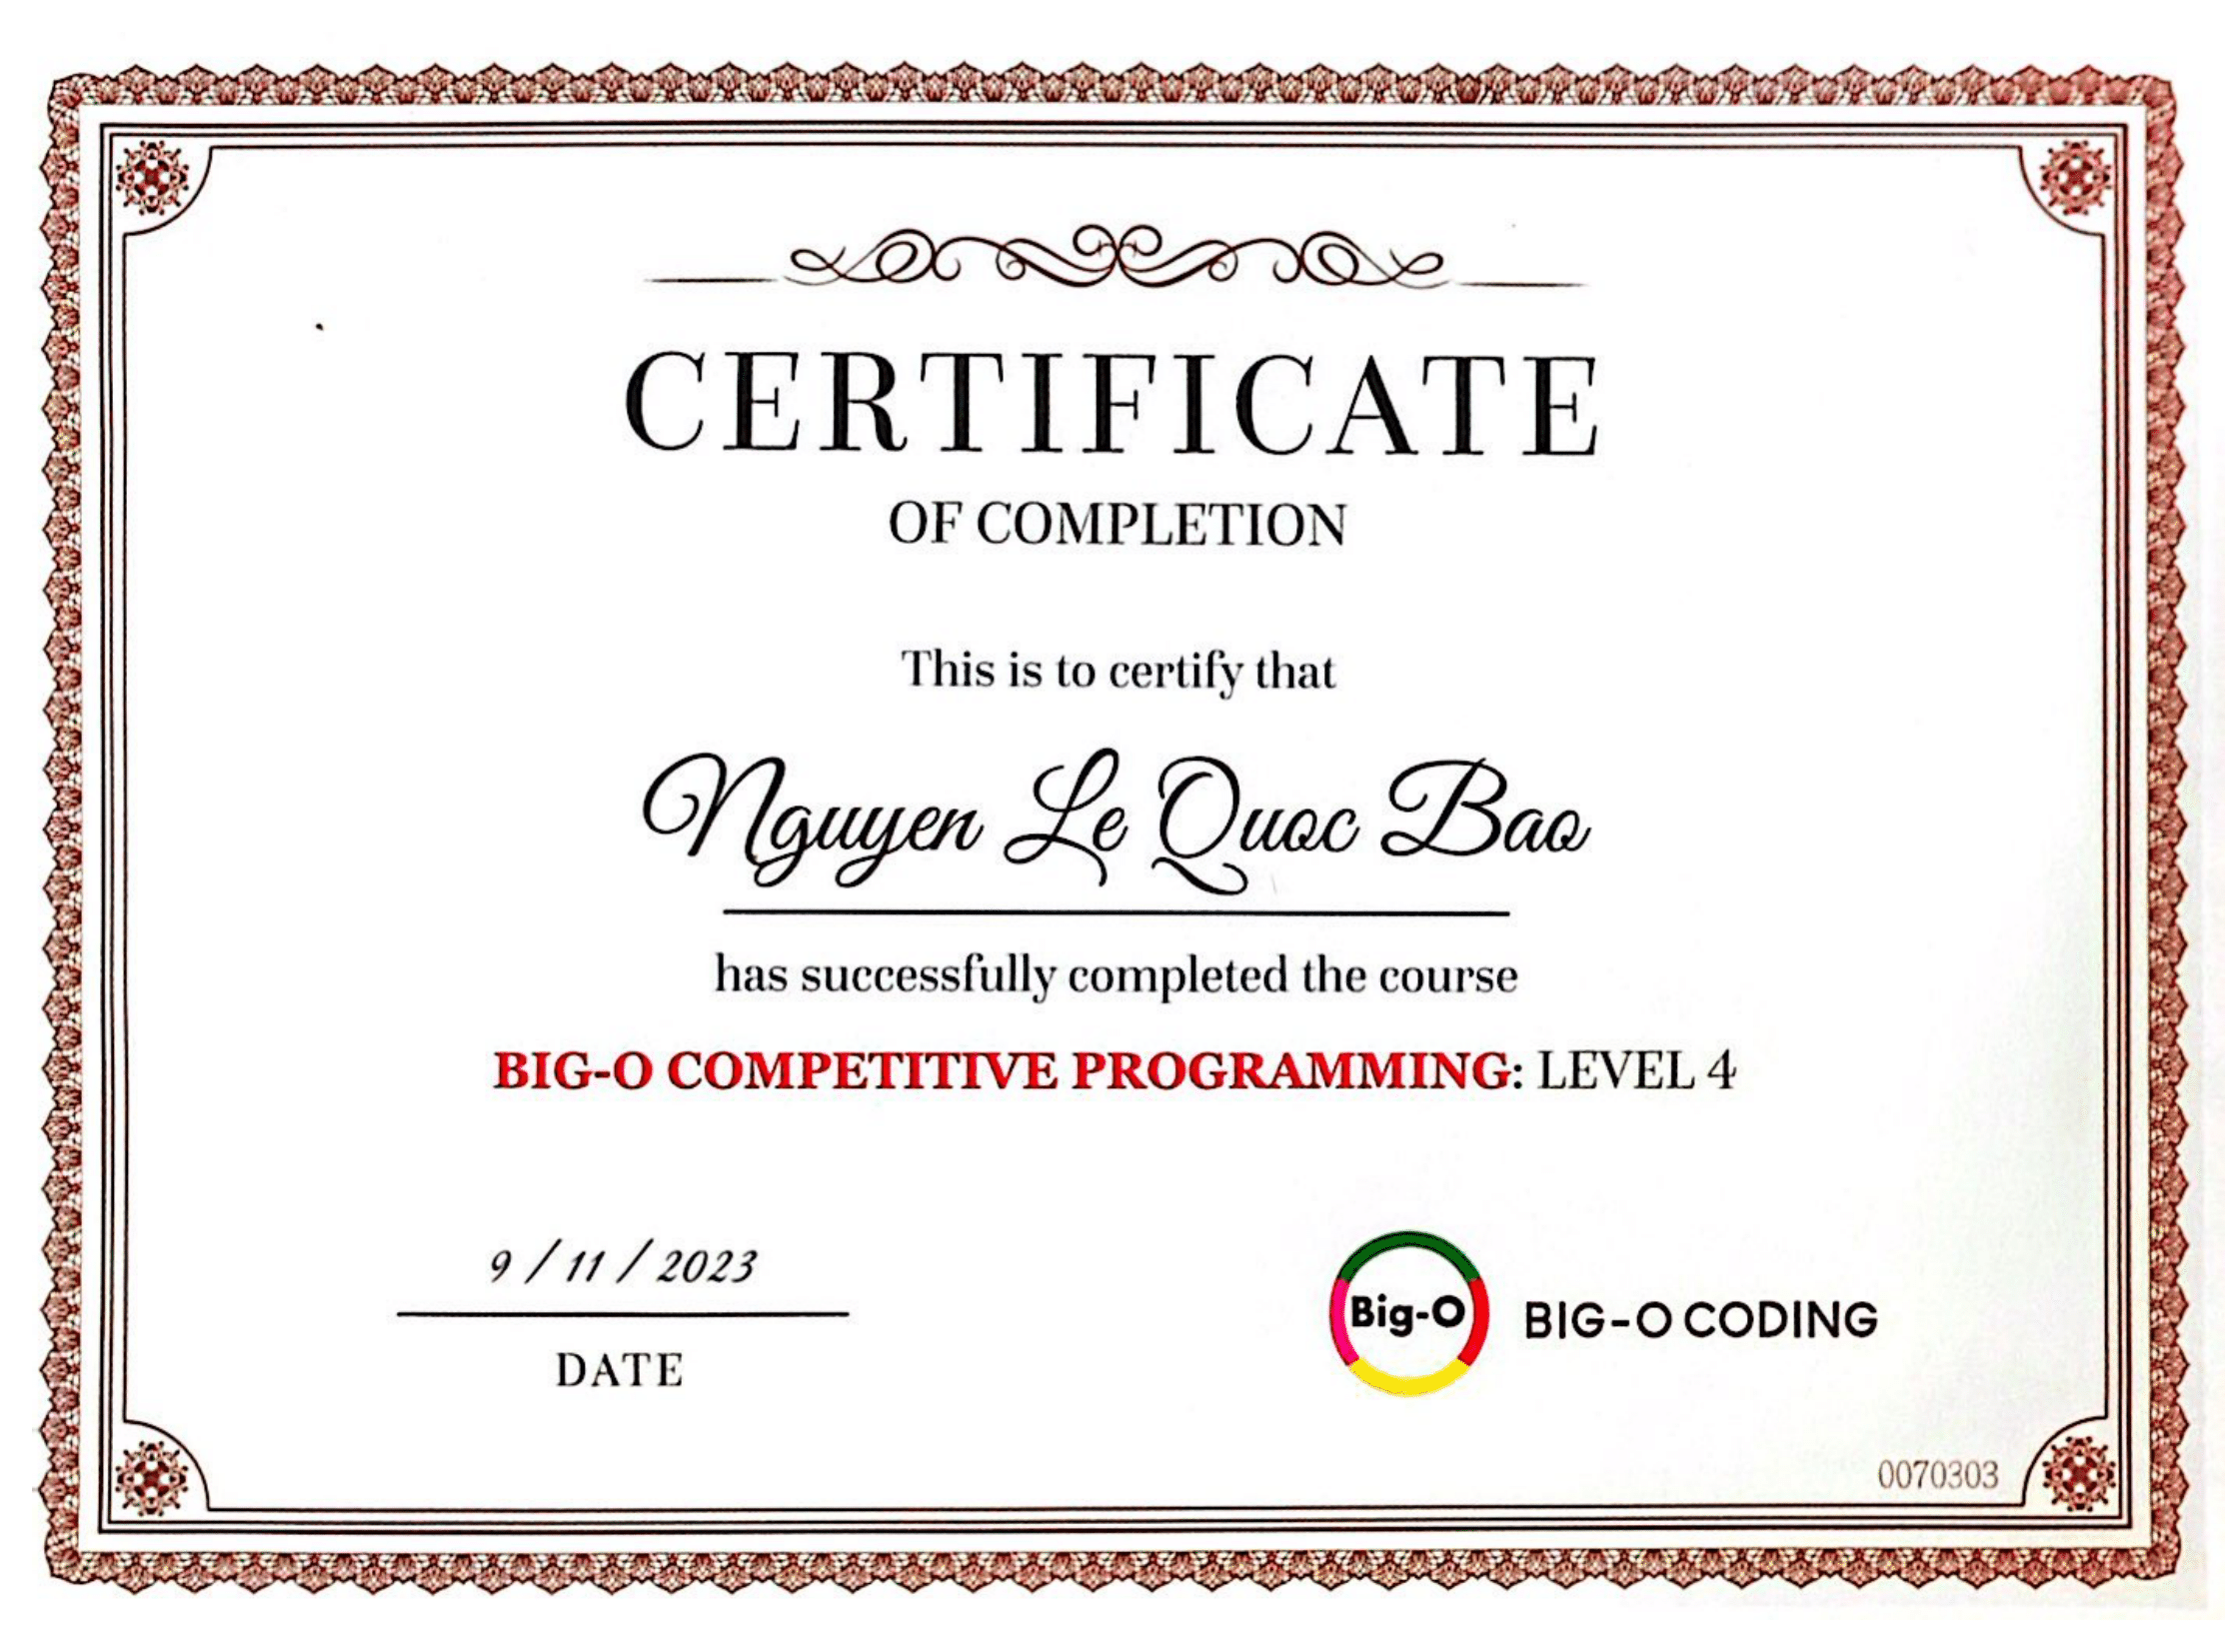 CERTIFICATE
OF COMPLETION
This is to certify that
Nguyen Le Quoc Bao
has successfully completed the course
BIG-O COMPETITIVE PROGRAMMING: LEVEL 4
9 / 11 / 2023
DATE
Big-O
BIG-O CODING
0070303